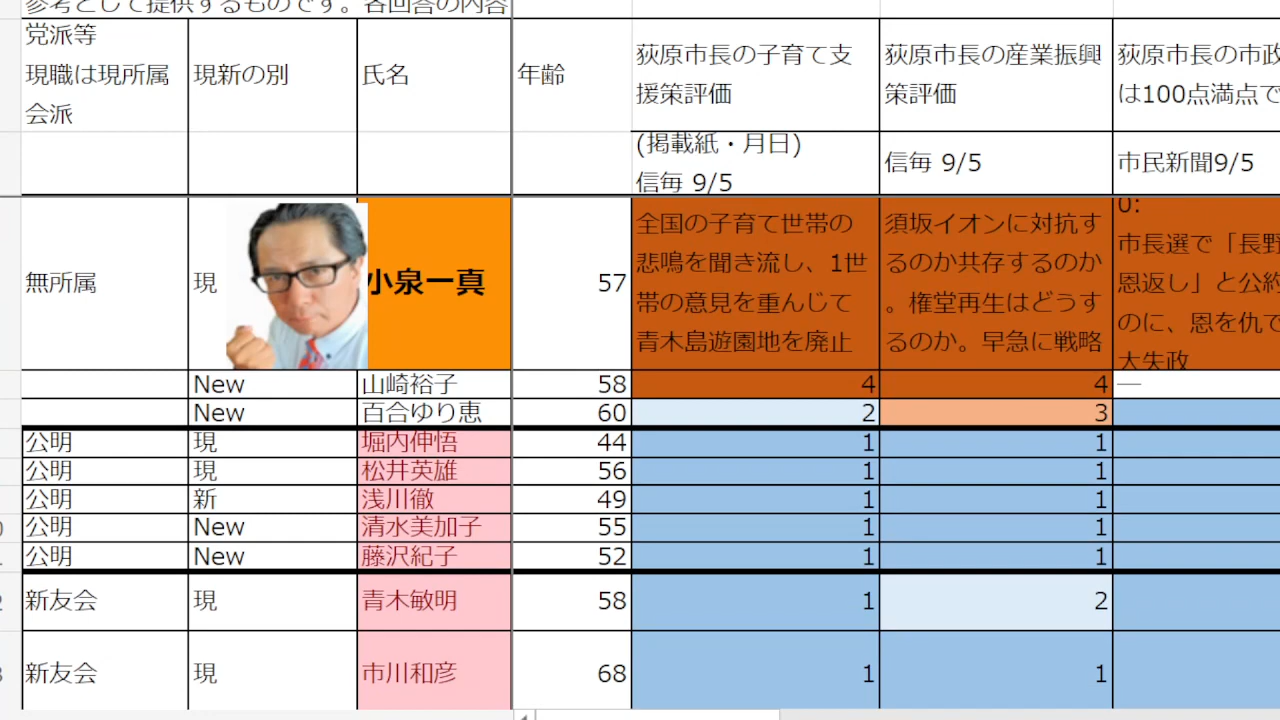 参考として提供するものです。各回答の内容
党派等
現職は現所属
会派
現新の別
氏名
年齢
荻原市長の子育て支
援策評価
荻原市長の産業振興
策評価
荻原市長の市政
は100点満点で
(掲載紙・月日)
信毎 9/5
信毎 9/5
市民新聞9/5
無所属
現
小泉一真
57
全国の子育て世帯の
悲鳴を聞き流し、1世
帯の意見を重んじて
青木島遊園地を廃止
須坂イオンに対抗す
るのか共存するのか
。権堂再生はどうす
るのか。早急に戦略
0:
市長選で「長野
恩返し」と公約
のに、恩を仇で
大失政
New 山崎裕子 58 4 4 —
New 百合ゆり恵 60 2 3
公明 現 堀内伸悟 44 1 1
公明 現 松井英雄 56 1 1
公明 新 浅川徹 49 1 1
公明 New 清水美加子 55 1 1
公明 New 藤沢紀子 52 1 1
新友会 現 青木敏明 58 1 2
新友会 現 市川和彦 68 1 1